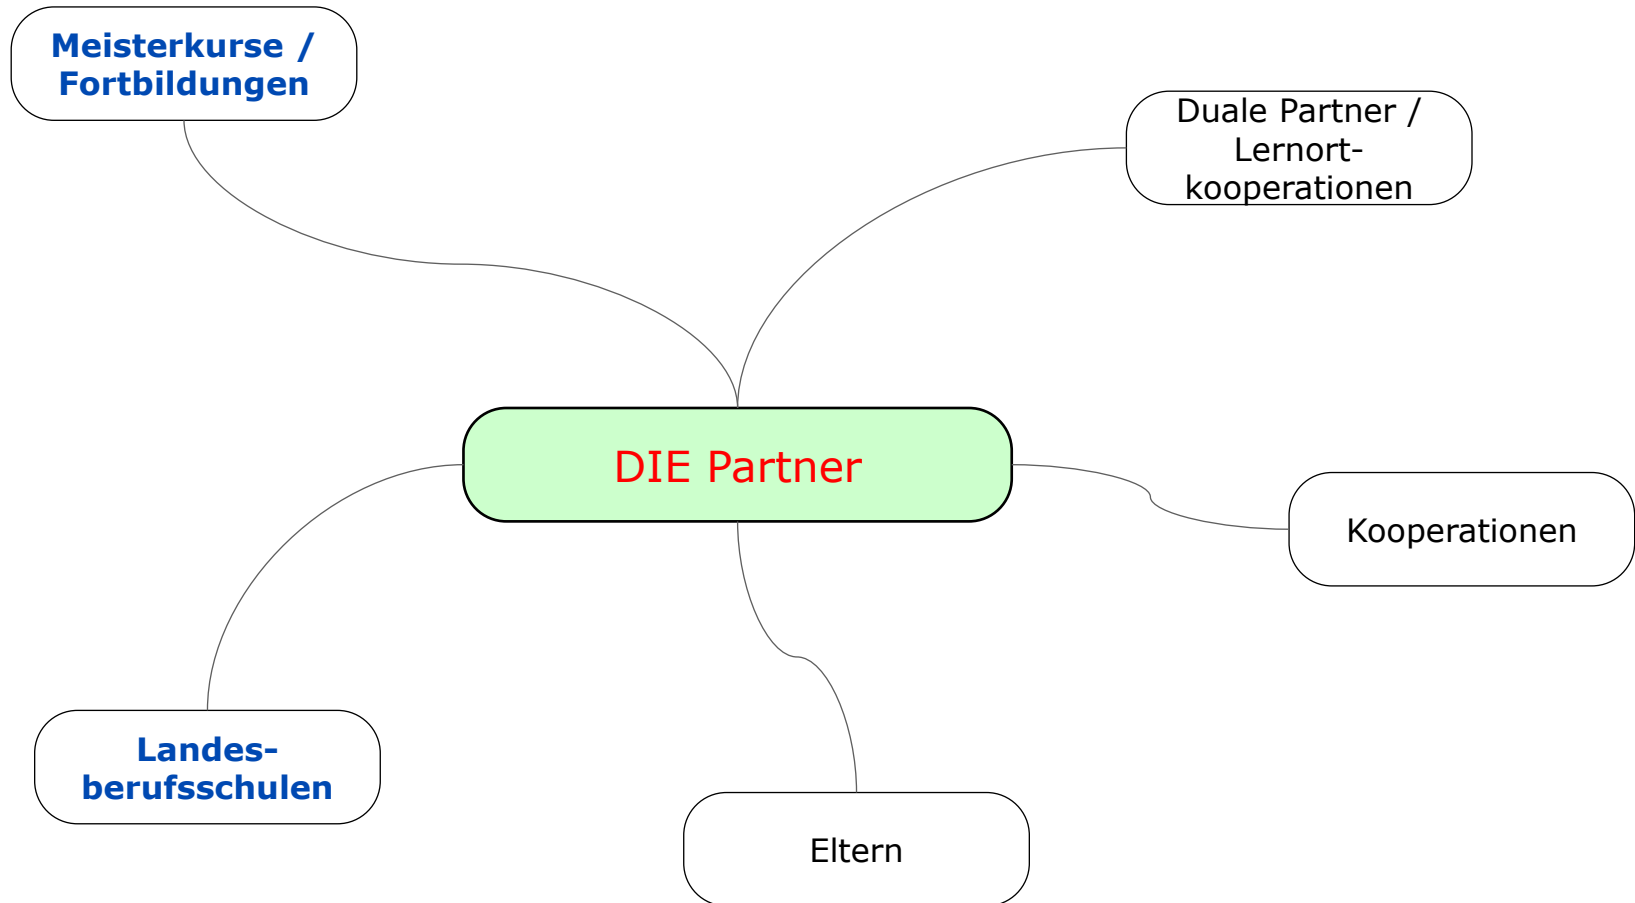 Meisterkurse /
Fortbildungen
Duale Partner /
Lernort-
kooperationen
DIE Partner
Kooperationen
Landes-
berufsschulen
Eltern